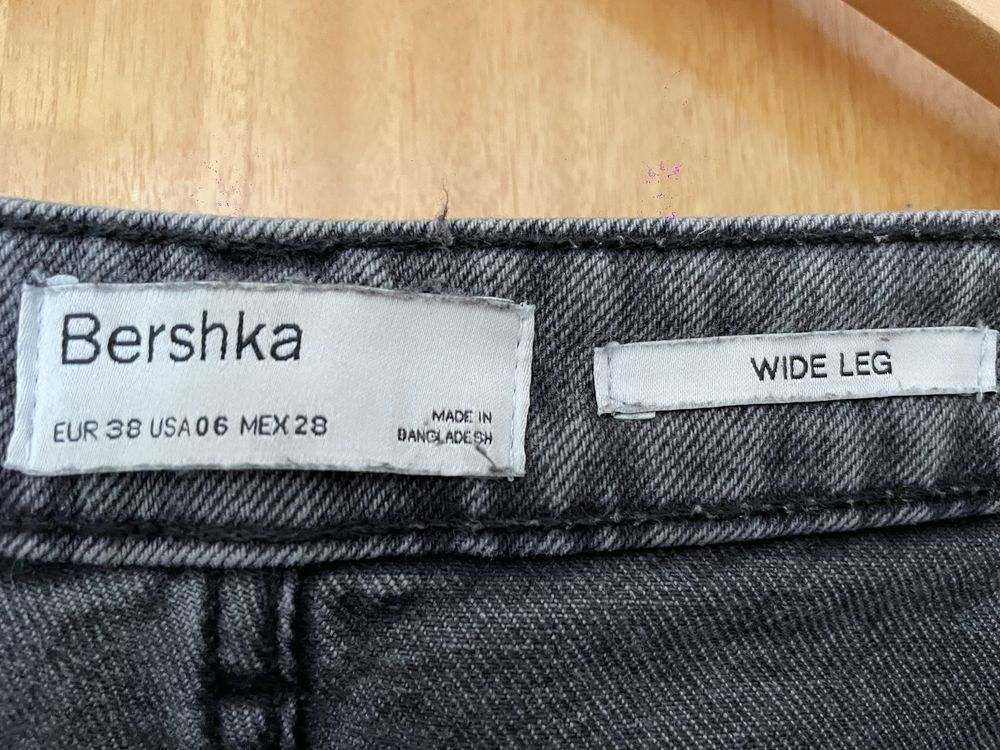 Bershka
EUR 38 USA 06 MEX 28
MADE IN
BANGLADESH
WIDE LEG